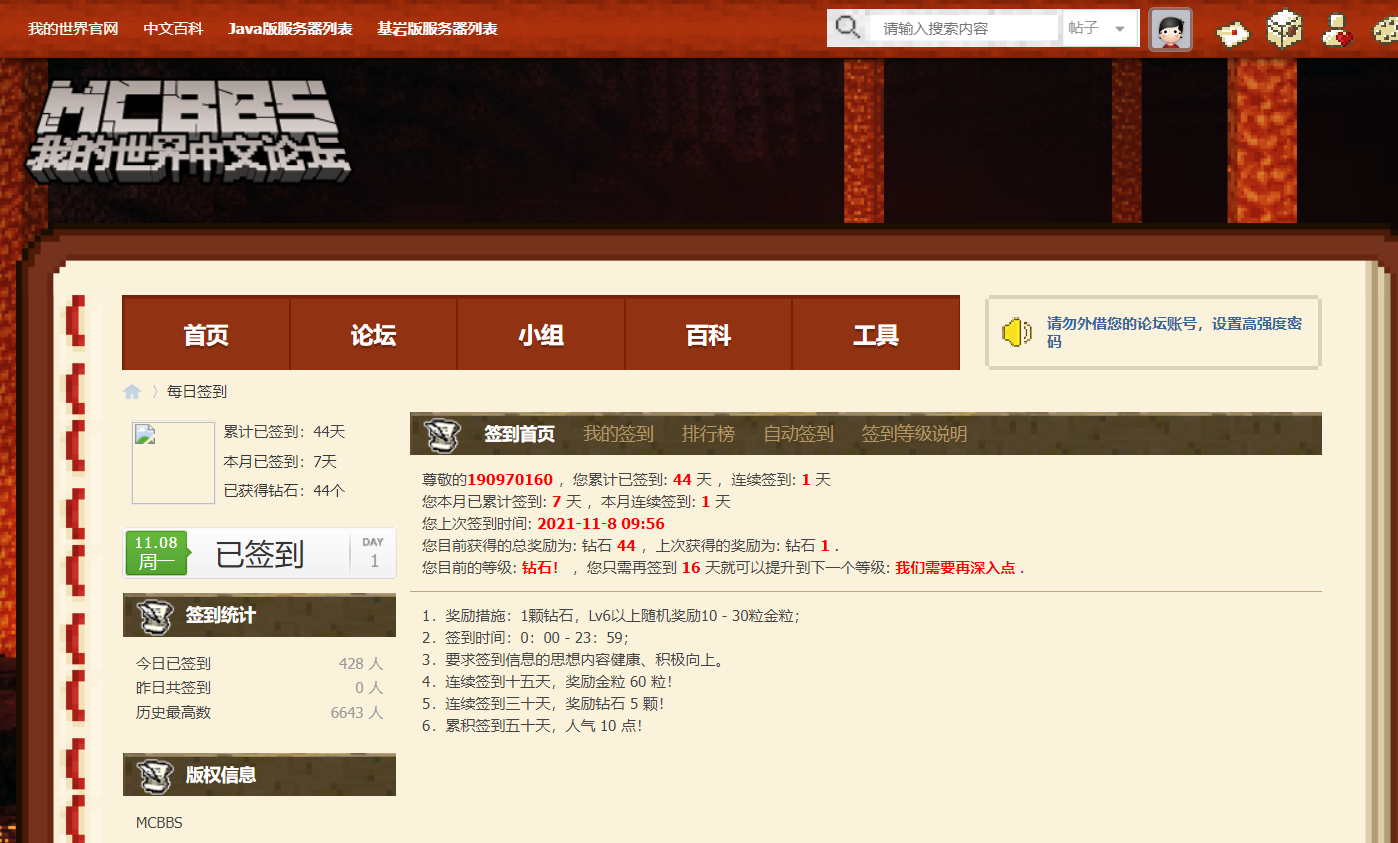 我的世界官网 中文百科 Java版服务器列表 基岩版服务器列表 请输入搜索内容 帖子
MCBBS
我的世界中文论坛
首页 论坛 小组 百科 工具
请勿外借您的论坛账号，设置高强度密
码
每日签到
累计已签到：44天
本月已签到：7天
已获得钻石：44个
11.08
周一
已签到
DAY
1
签到统计
今日已签到 428 人
昨日共签到 0 人
历史最高数 6643 人
版权信息
MCBBS
签到首页 我的签到 排行榜 自动签到 签到等级说明
尊敬的190970160 ，您累计已签到: 44 天 ，连续签到: 1 天
您本月已累计签到: 7 天 ，本月连续签到: 1 天
您上次签到时间: 2021-11-8 09:56
您目前获得的总奖励为: 钻石 44 ，上次获得的奖励为: 钻石 1 .
您目前的等级: 钻石！ ，您只需再签到 16 天就可以提升到下一个等级: 我们需要再深入点 .
1．奖励措施：1颗钻石，Lv6以上随机奖励10 - 30粒金粒；
2．签到时间：0：00 - 23：59；
3．要求签到信息的思想内容健康、积极向上。
4．连续签到十五天，奖励金粒 60 粒！
5．连续签到三十天，奖励钻石 5 颗！
6．累积签到五十天，人气 10 点！